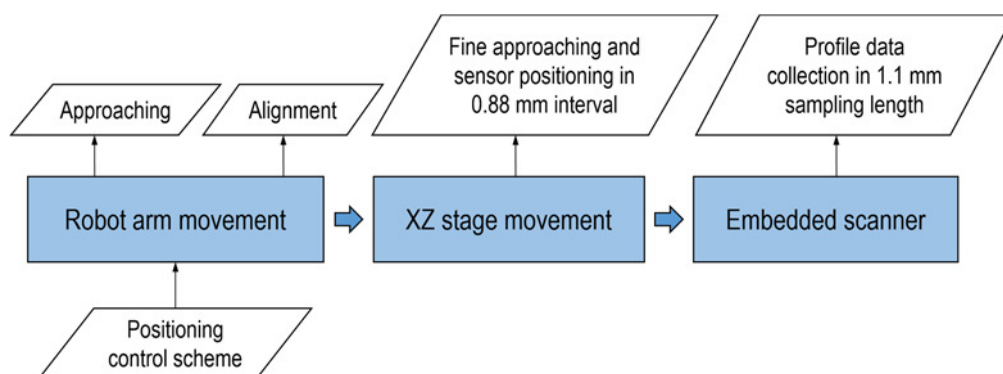 Approaching
Alignment
Fine approaching and
sensor positioning in
0.88 mm interval
Profile data
collection in 1.1 mm
sampling length
Robot arm movement
XZ stage movement
Embedded scanner
Positioning
control scheme